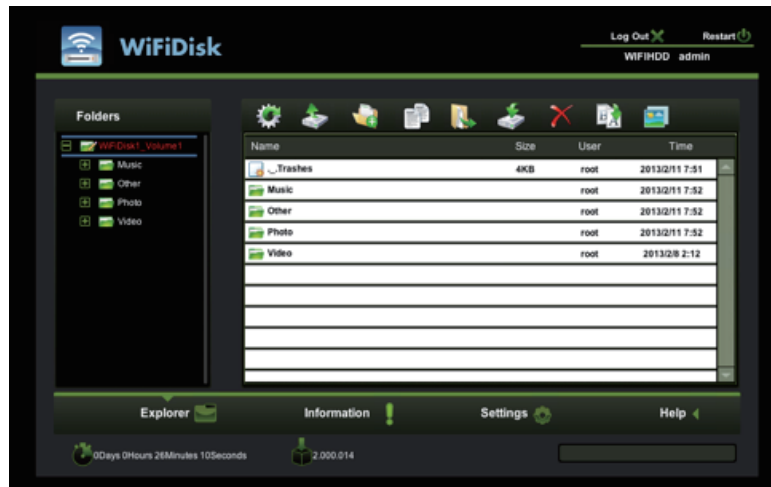 WiFiDisk
Log Out Restart
WIFIHDD admin
Folders
WiFiDisk1_Volume1
Music
Other
Photo
Video
Name Size User Time
._Trashes 4KB root 2013/2/11 7:51
Music root 2013/2/11 7:52
Other root 2013/2/11 7:52
Photo root 2013/2/11 7:52
Video root 2013/2/8 2:12
Explorer Information Settings Help
0Days 0Hours 26Minutes 10Seconds 2.000.014